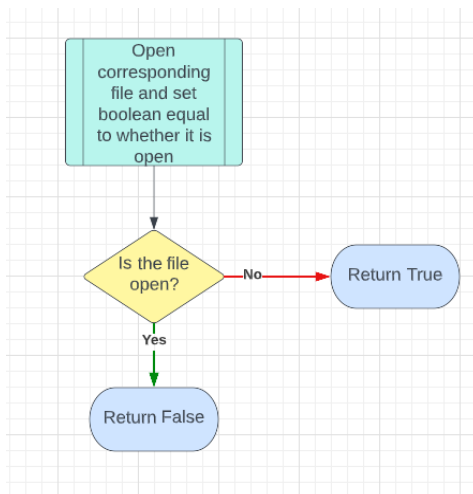 Open
corresponding
file and set
boolean equal
to whether it is
open
Is the file
open?
No
Return True
Yes
Return False